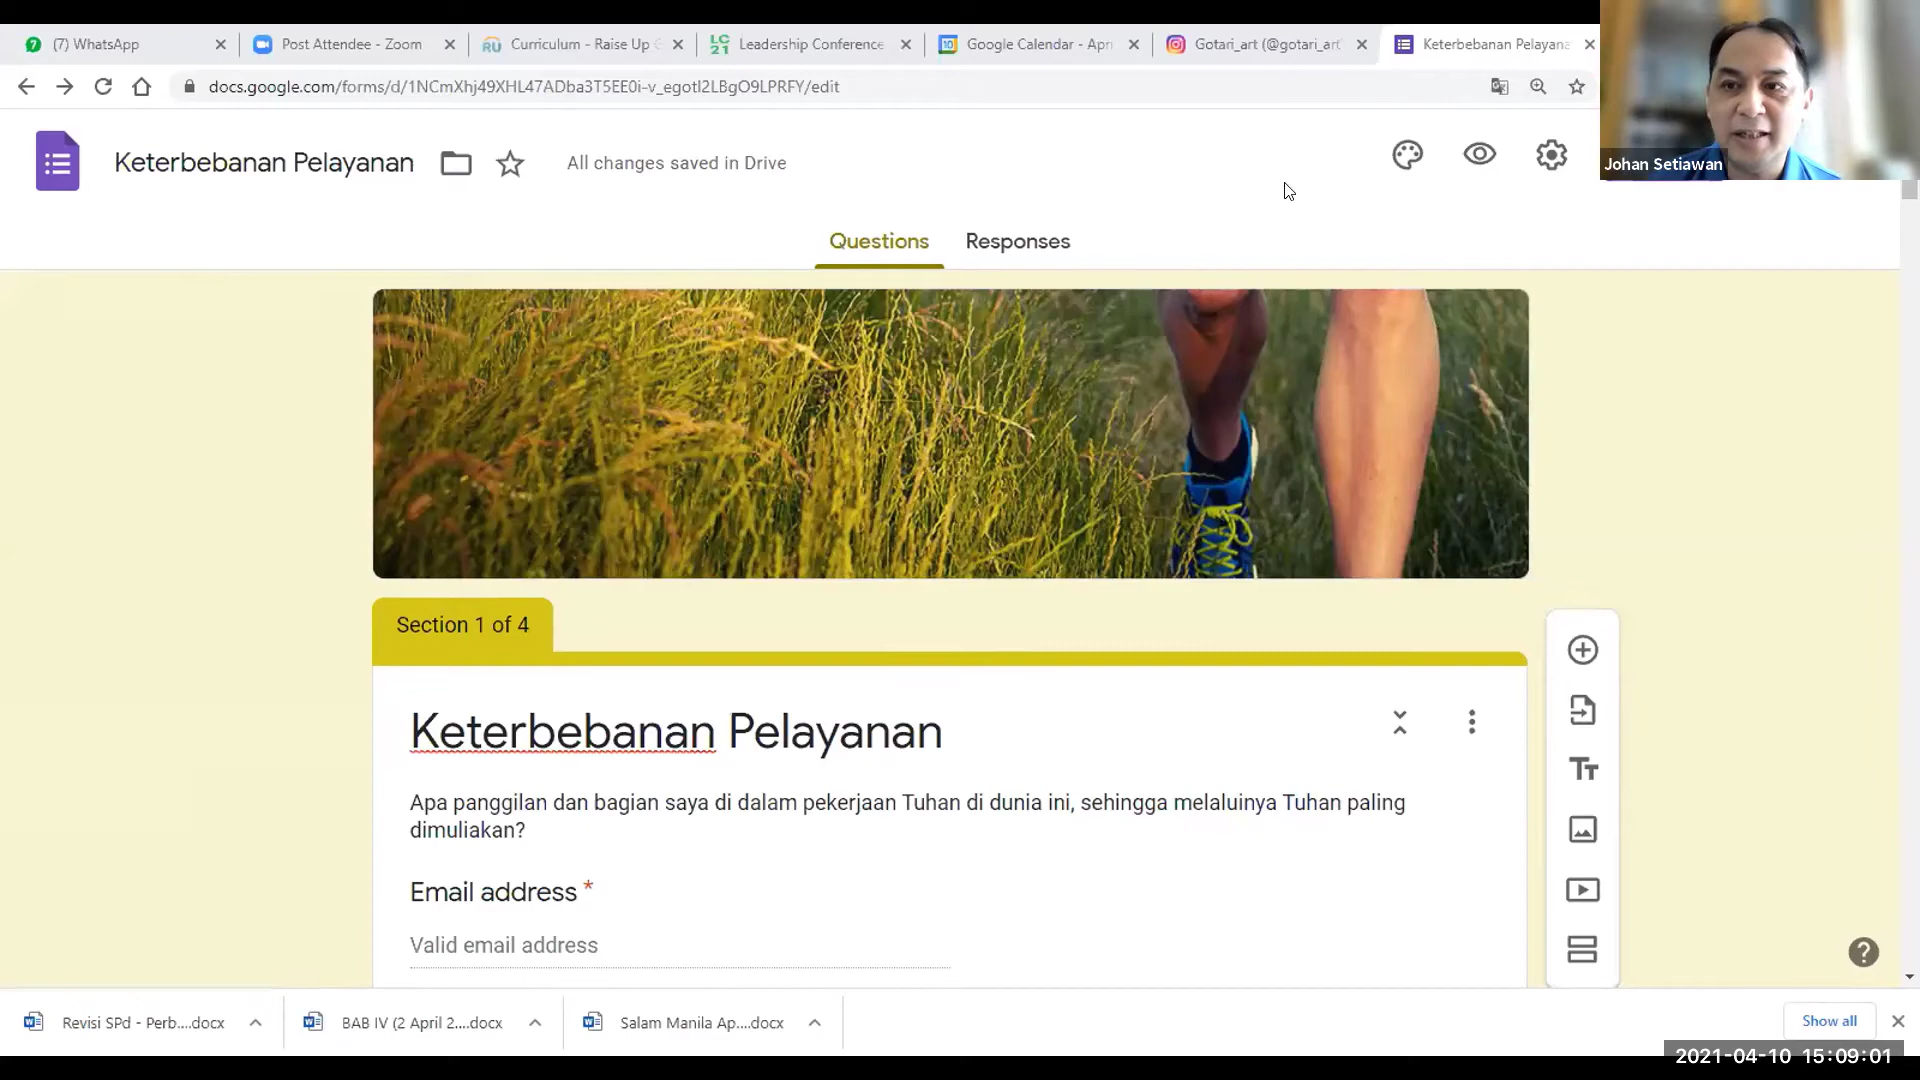 (7) WhatsApp
Post Attendee - Zoom
Curriculum - Raise Up G
Leadership Conference
Google Calendar - Apri
Gotari_art (@gotari_art)
Keterbebanan Pelayana
docs.google.com/forms/d/1NCmXhj49XHL47ADba3T5EE0i-v_egotI2LBgO9LPRFY/edit
Johan Setiawan
Keterbebanan Pelayanan
All changes saved in Drive
Questions
Responses
Section 1 of 4
Keterbebanan Pelayanan
Apa panggilan dan bagian saya di dalam pekerjaan Tuhan di dunia ini, sehingga melaluinya Tuhan paling
dimuliakan?
Email address *
Valid email address
Revisi SPd - Perb....docx
BAB IV (2 April 2....docx
Salam Manila Ap....docx
Show all
2021-04-10 15:09:01